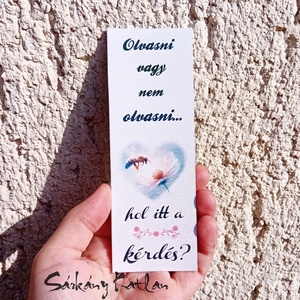 Olvasni
vagy
nem
olvasni...
hol itt a
kérdés?
Sárkány Katlan